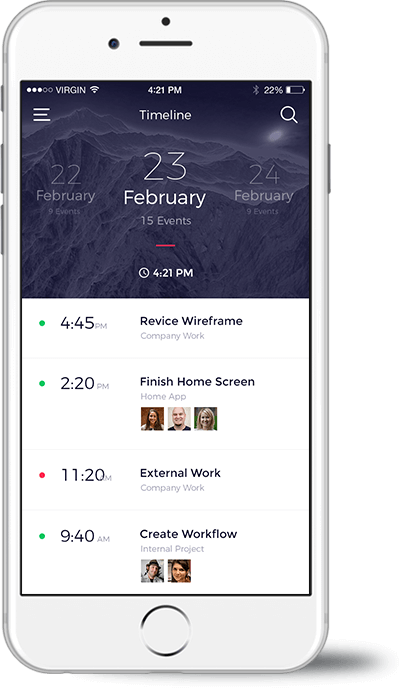 VIRGIN 4:21 PM 22%
Timeline
22
February
9 Events
23
February
15 Events
24
February
9 Events
4:21 PM
4:45 PM Revice Wireframe
Company Work
2:20 PM Finish Home Screen
Home App
11:20 M External Work
Company Work
9:40 AM Create Workflow
Internal Project